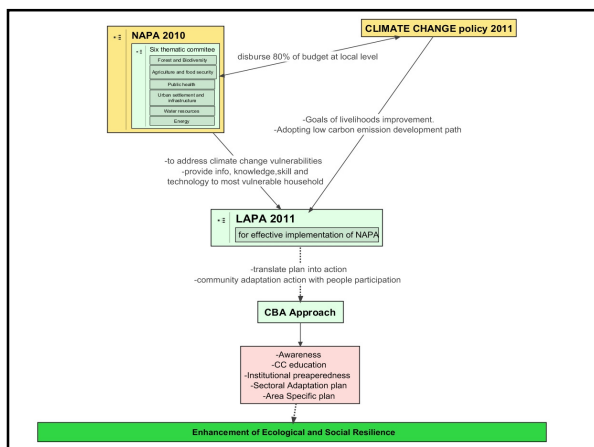 NAPA 2010
Six thematic commitee
Forest and Biodiversity
Agriculture and food security
Public health
Urban settlement and
infrastructure
Water resources
Energy
CLIMATE CHANGE policy 2011
disburse 80% of budget at local level
-Goals of livelihoods improvement.
-Adopting low carbon emission development path
-to address climate change vulnerabilities
-provide info, knowledge,skill and
technology to most vulnerable household
LAPA 2011
for effective implementation of NAPA
-translate plan into action
-community adaptation action with people participation
CBA Approach
-Awareness
-CC education
-Institutional preaperedness
-Sectoral Adaptation plan
-Area Specific plan
Enhancement of Ecological and Social Resilience